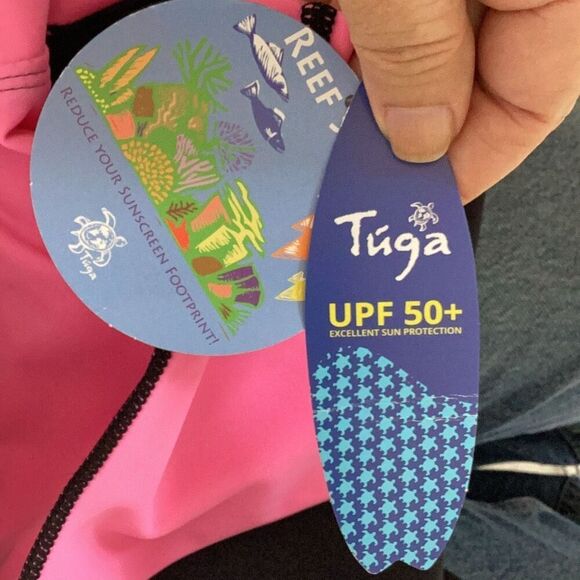 REEF
REDUCE YOUR SUNSCREEN FOOTPRINT!
Túga
Túga
UPF 50+
EXCELLENT SUN PROTECTION